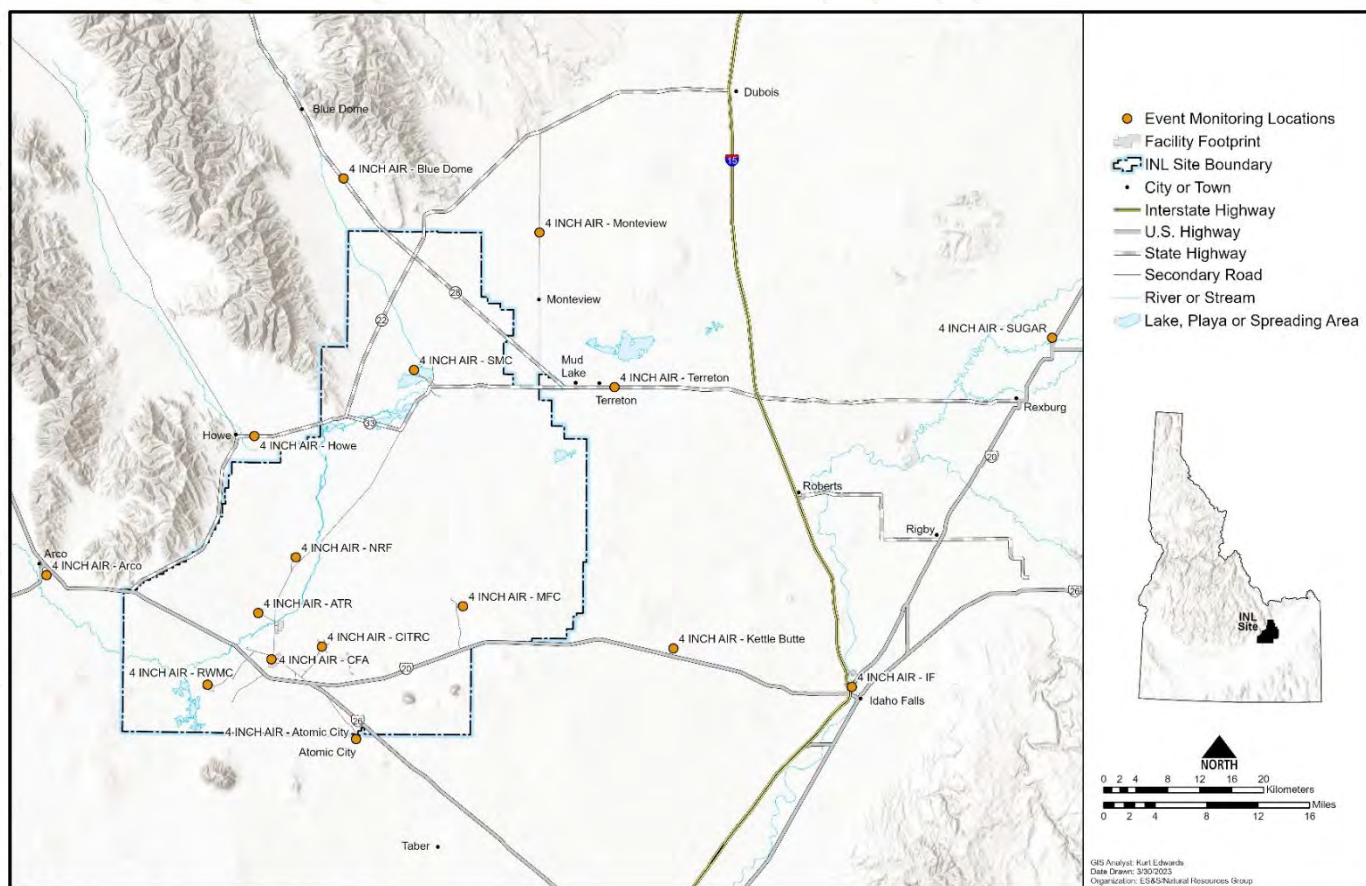 Dubois
Blue Dome
15
4 INCH AIR - Blue Dome
4 INCH AIR - Monteview
28
Monteview
22
4 INCH AIR - SUGAR
4 INCH AIR - SMC
Mud
Lake
4 INCH AIR - Terreton
Terreton
Rexburg
33
Howe
4 INCH AIR - Howe
20
Roberts
Rigby
4 INCH AIR - NRF
Arco
4 INCH AIR - Arco
26
4 INCH AIR - MFC
4 INCH AIR - ATR
4 INCH AIR - CITRC
4 INCH AIR - Kettle Butte
4 INCH AIR - CFA
20
4 INCH AIR - RWMC
4 INCH AIR - IF
Idaho Falls
26
4 INCH AIR - Atomic City
Atomic City
Taber
Event Monitoring Locations
Facility Footprint
INL Site Boundary
City or Town
Interstate Highway
U.S. Highway
State Highway
Secondary Road
River or Stream
Lake, Playa or Spreading Area
INL
Site
NORTH
0 2 4 8 12 16 20
Kilometers
Miles
0 2 4 8 16
GIS Analyst: Kurt Edwards
Date Drawn: 3/30/2023
Organization: ES&S\Natural Resources Group